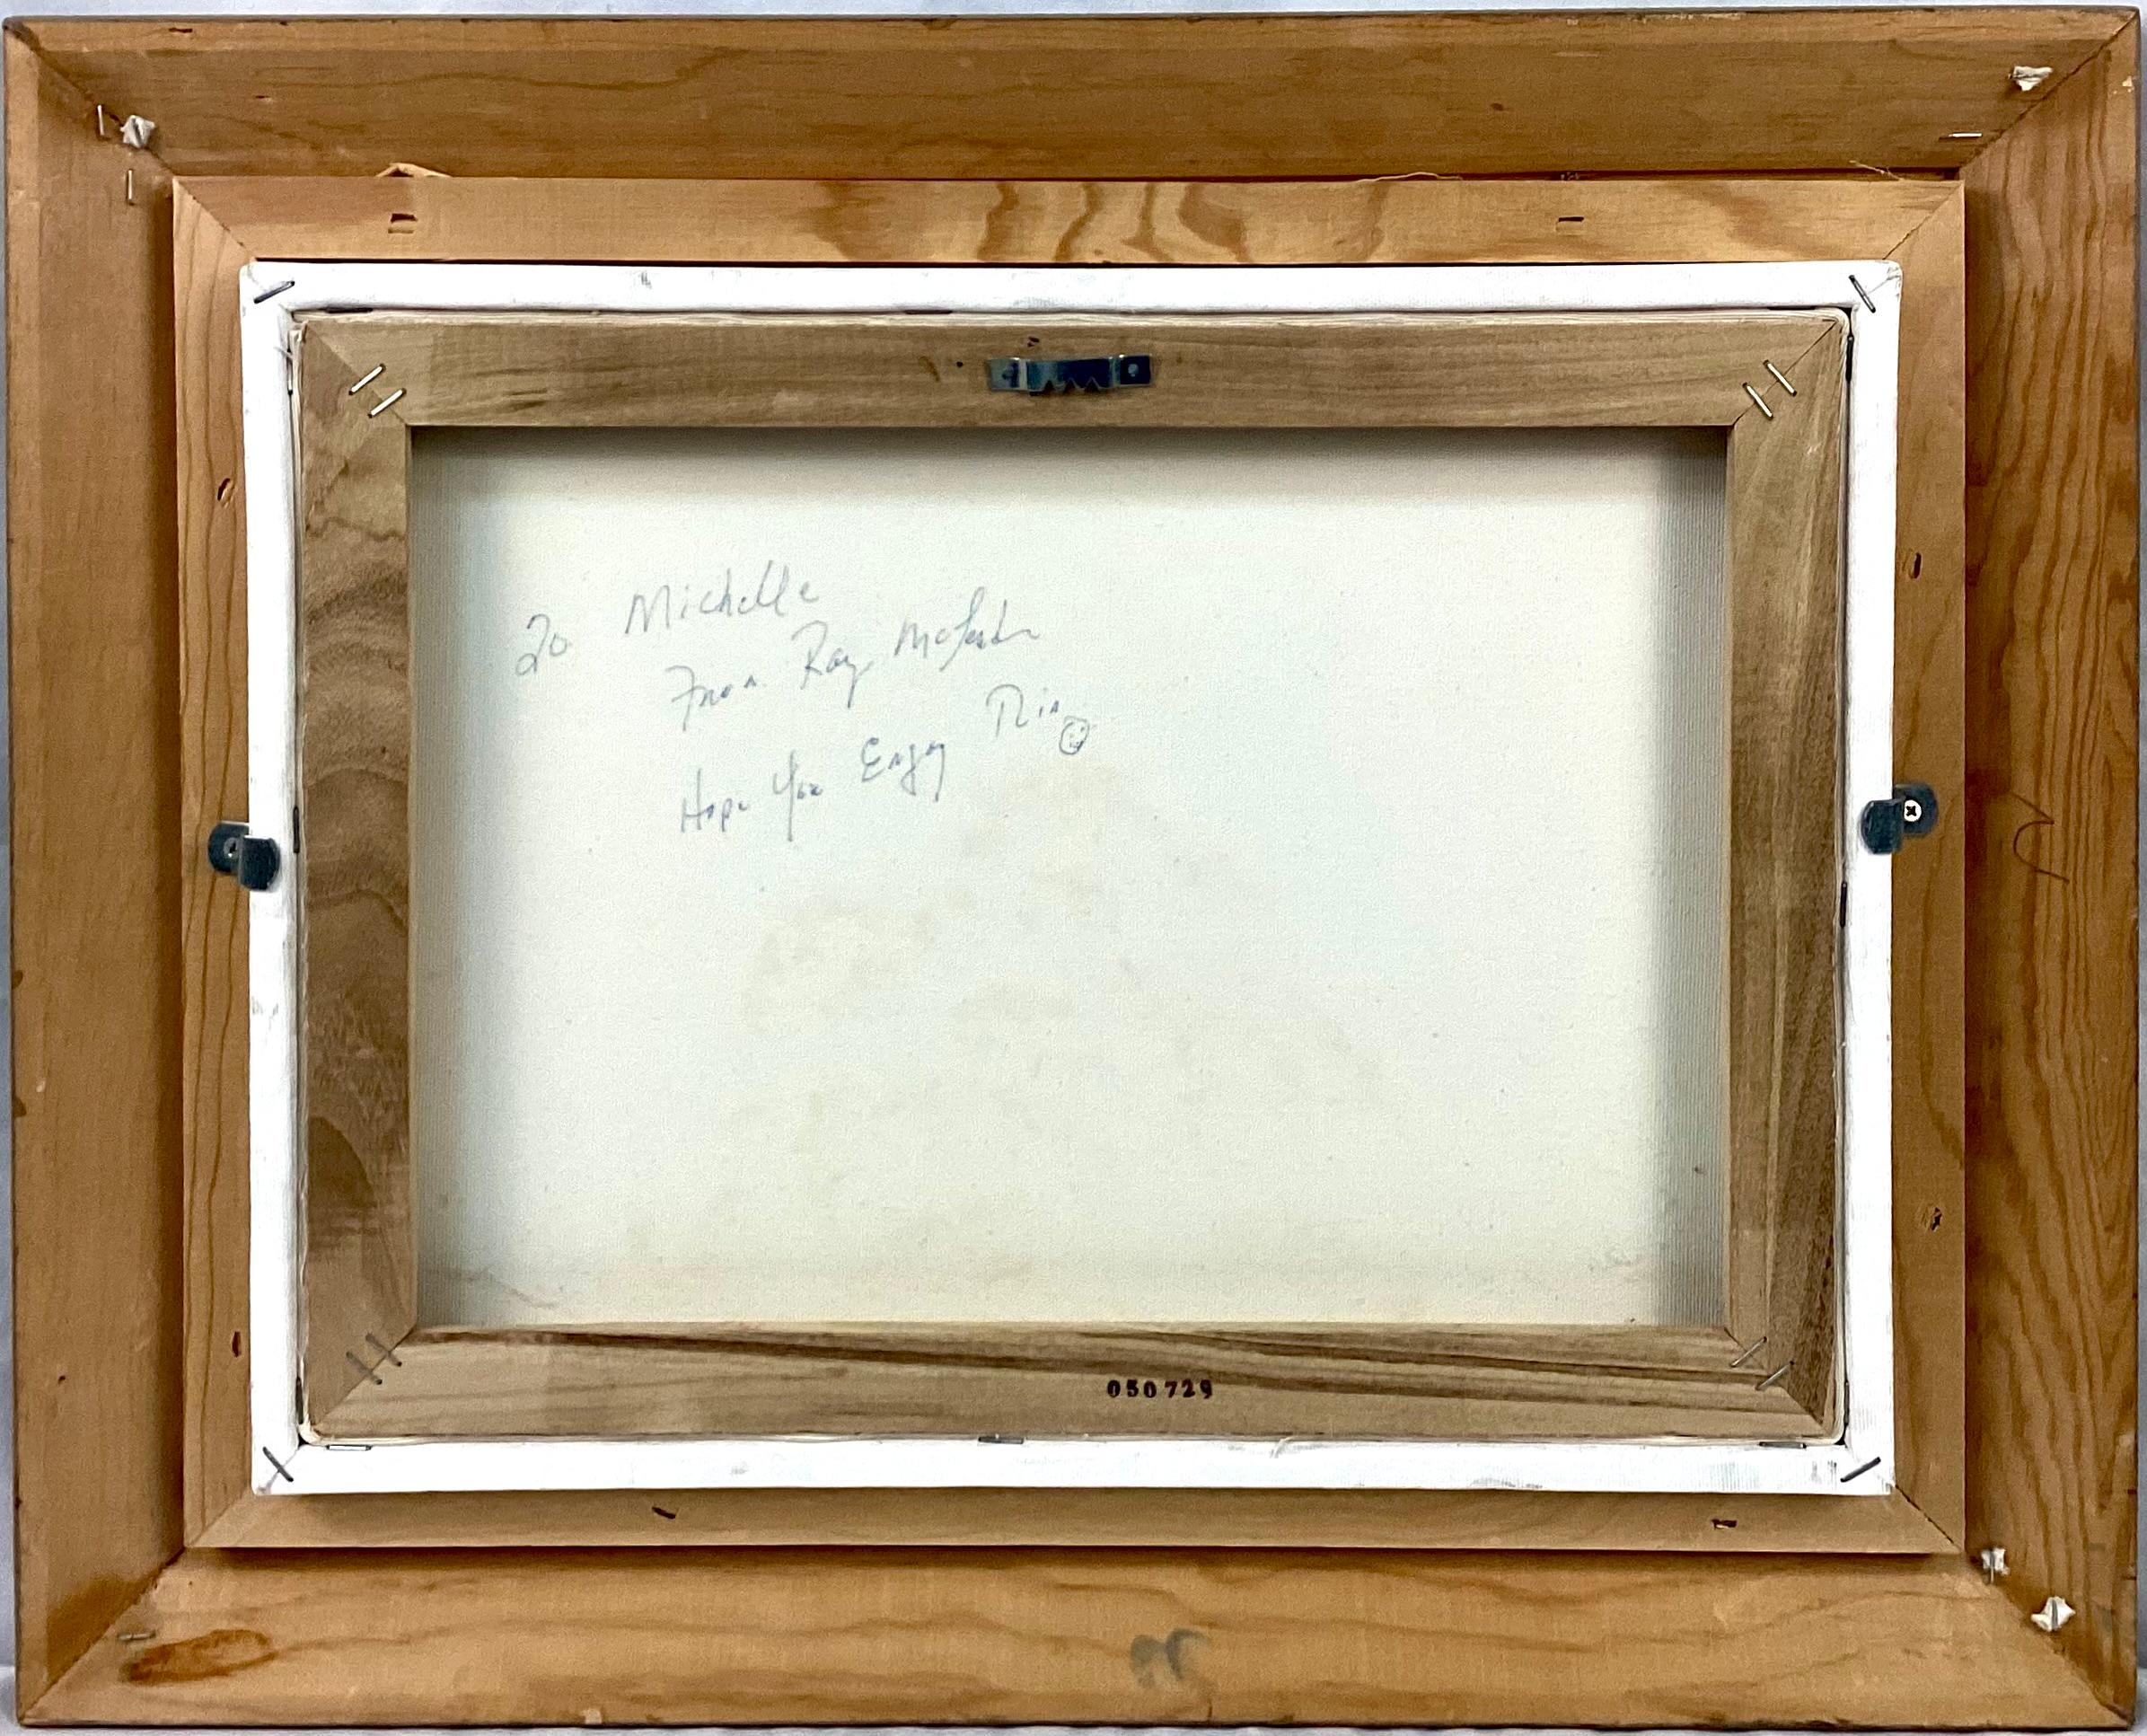 To Michelle
From Ray
Hope You Enjoy This
050729